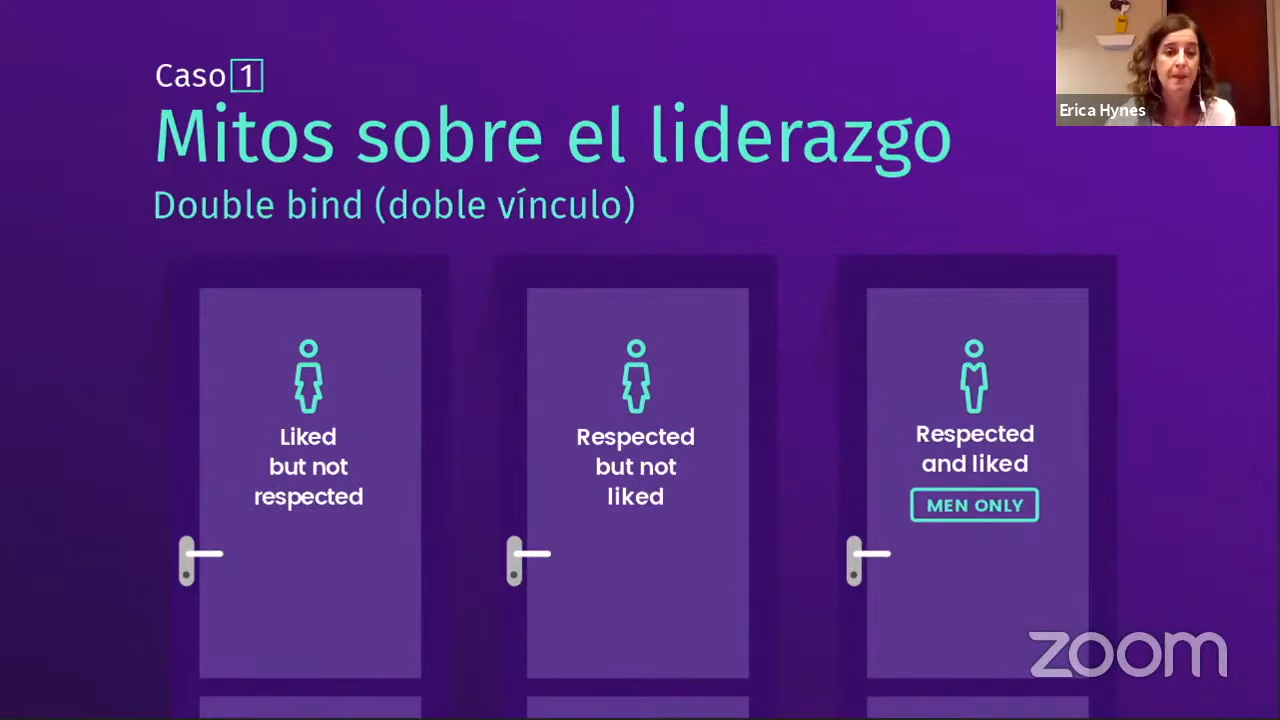 Caso 1
Mitos sobre el liderazgo
Double bind (doble vínculo)
Liked
but not
respected
Respected
but not
liked
Respected
and liked
MEN ONLY
Erica Hynes
zoom